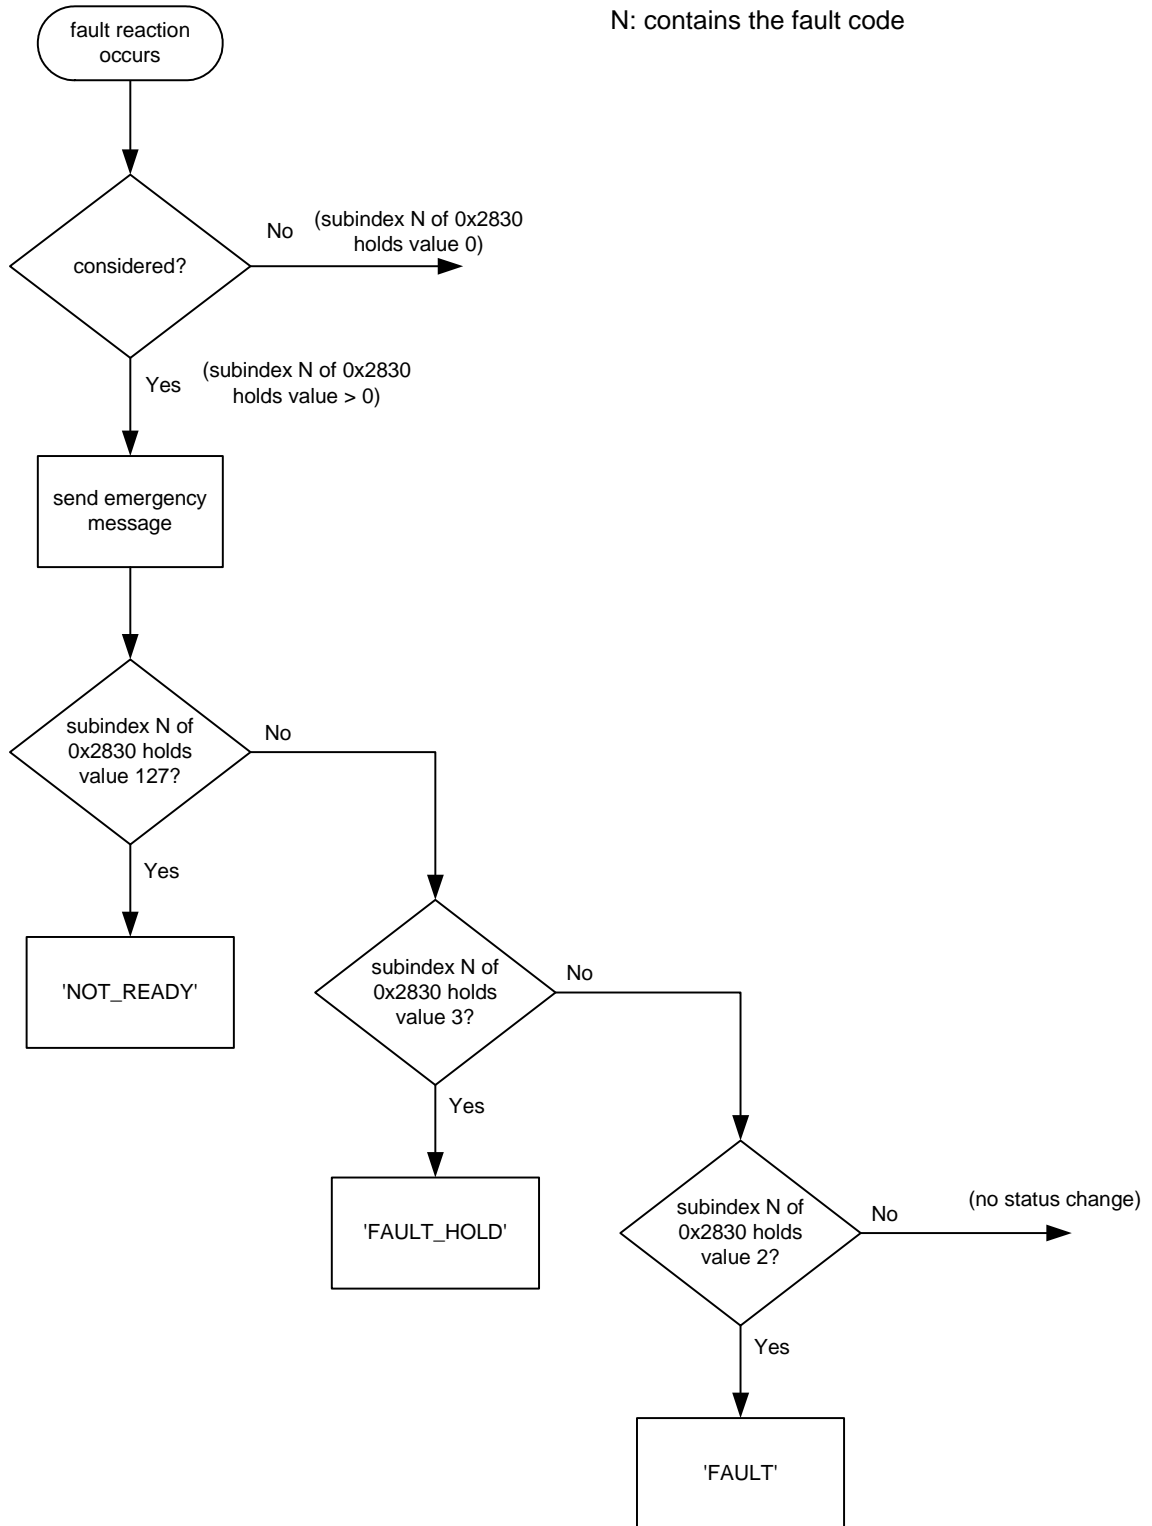 N: contains the fault code
fault reaction
occurs
considered?
No
(subindex N of 0x2830
holds value 0)
Yes
(subindex N of 0x2830
holds value > 0)
send emergency
message
subindex N of
0x2830 holds
value 127?
No
Yes
'NOT_READY'
subindex N of
0x2830 holds
value 3?
No
Yes
'FAULT_HOLD'
subindex N of
0x2830 holds
value 2?
No
(no status change)
Yes
'FAULT'